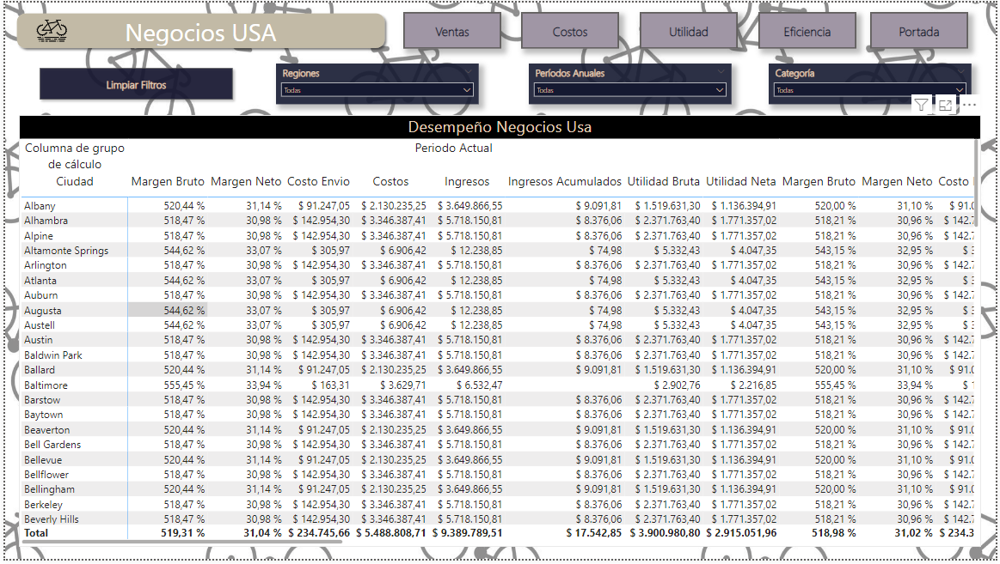 Negocios USA
Ventas
Costos
Utilidad
Eficiencia
Portada
Limpiar Filtros
Regiones
Todas
Períodos Anuales
Todas
Categoría
Todas
Desempeño Negocios Usa
Columna de grupo de cálculo Periodo Actual
Ciudad Margen Bruto Margen Neto Costo Envio Costos Ingresos Ingresos Acumulados Utilidad Bruta Utilidad Neta Margen Bruto Margen Neto Costo
Albany 520,44 % 31,14 % $ 91.247,05 $ 2.130.235,25 $ 3.649.866,55 $ 9.091,81 $ 1.519.631,30 $ 1.136.394,91 520,00 % 31,10 % $ 91.
Alhambra 518,47 % 30,98 % $ 142.954,30 $ 3.346.387,41 $ 5.718.150,81 $ 8.376,06 $ 2.371.763,40 $ 1.771.357,02 518,21 % 30,96 % $ 142.
Alpine 518,47 % 30,98 % $ 142.954,30 $ 3.346.387,41 $ 5.718.150,81 $ 8.376,06 $ 2.371.763,40 $ 1.771.357,02 518,21 % 30,96 % $ 142.
Altamonte Springs 544,62 % 33,07 % $ 305,97 $ 6.906,42 $ 12.238,85 $ 74,98 $ 5.332,43 $ 4.047,35 543,15 % 32,95 % $
Arlington 518,47 % 30,98 % $ 142.954,30 $ 3.346.387,41 $ 5.718.150,81 $ 8.376,06 $ 2.371.763,40 $ 1.771.357,02 518,21 % 30,96 % $ 142.
Atlanta 544,62 % 33,07 % $ 305,97 $ 6.906,42 $ 12.238,85 $ 74,98 $ 5.332,43 $ 4.047,35 543,15 % 32,95 % $
Auburn 518,47 % 30,98 % $ 142.954,30 $ 3.346.387,41 $ 5.718.150,81 $ 8.376,06 $ 2.371.763,40 $ 1.771.357,02 518,21 % 30,96 % $ 142.
Augusta 544,62 % 33,07 % $ 305,97 $ 6.906,42 $ 12.238,85 $ 74,98 $ 5.332,43 $ 4.047,35 543,15 % 32,95 % $
Austell 544,62 % 33,07 % $ 305,97 $ 6.906,42 $ 12.238,85 $ 74,98 $ 5.332,43 $ 4.047,35 543,15 % 32,95 % $
Austin 518,47 % 30,98 % $ 142.954,30 $ 3.346.387,41 $ 5.718.150,81 $ 8.376,06 $ 2.371.763,40 $ 1.771.357,02 518,21 % 30,96 % $ 142.
Baldwin Park 518,47 % 30,98 % $ 142.954,30 $ 3.346.387,41 $ 5.718.150,81 $ 8.376,06 $ 2.371.763,40 $ 1.771.357,02 518,21 % 30,96 % $ 142.
Ballard 520,44 % 31,14 % $ 91.247,05 $ 2.130.235,25 $ 3.649.866,55 $ 9.091,81 $ 1.519.631,30 $ 1.136.394,91 520,00 % 31,10 % $ 91.
Baltimore 555,45 % 33,94 % $ 163,31 $ 3.629,71 $ 6.532,47 $ 2.902,76 $ 2.216,85 555,45 % 33,94 % $
Barstow 518,47 % 30,98 % $ 142.954,30 $ 3.346.387,41 $ 5.718.150,81 $ 8.376,06 $ 2.371.763,40 $ 1.771.357,02 518,21 % 30,96 % $ 142.
Baytown 518,47 % 30,98 % $ 142.954,30 $ 3.346.387,41 $ 5.718.150,81 $ 8.376,06 $ 2.371.763,40 $ 1.771.357,02 518,21 % 30,96 % $ 142.
Beaverton 520,44 % 31,14 % $ 91.247,05 $ 2.130.235,25 $ 3.649.866,55 $ 9.091,81 $ 1.519.631,30 $ 1.136.394,91 520,00 % 31,10 % $ 91.
Bell Gardens 518,47 % 30,98 % $ 142.954,30 $ 3.346.387,41 $ 5.718.150,81 $ 8.376,06 $ 2.371.763,40 $ 1.771.357,02 518,21 % 30,96 % $ 142.
Bellevue 520,44 % 31,14 % $ 91.247,05 $ 2.130.235,25 $ 3.649.866,55 $ 9.091,81 $ 1.519.631,30 $ 1.136.394,91 520,00 % 31,10 % $ 91.
Bellflower 518,47 % 30,98 % $ 142.954,30 $ 3.346.387,41 $ 5.718.150,81 $ 8.376,06 $ 2.371.763,40 $ 1.771.357,02 518,21 % 30,96 % $ 142.
Bellingham 520,44 % 31,14 % $ 91.247,05 $ 2.130.235,25 $ 3.649.866,55 $ 9.091,81 $ 1.519.631,30 $ 1.136.394,91 520,00 % 31,10 % $ 91.
Berkeley 518,47 % 30,98 % $ 142.954,30 $ 3.346.387,41 $ 5.718.150,81 $ 8.376,06 $ 2.371.763,40 $ 1.771.357,02 518,21 % 30,96 % $ 142.
Beverly Hills 518,47 % 30,98 % $ 142.954,30 $ 3.346.387,41 $ 5.718.150,81 $ 8.376,06 $ 2.371.763,40 $ 1.771.357,02 518,21 % 30,96 % $ 142.
Total 519,31 % 31,04 % $ 234.745,66 $ 5.488.808,71 $ 9.389.789,51 $ 17.542,85 $ 3.900.980,80 $ 2.915.051,96 518,98 % 31,02 % $ 234.3